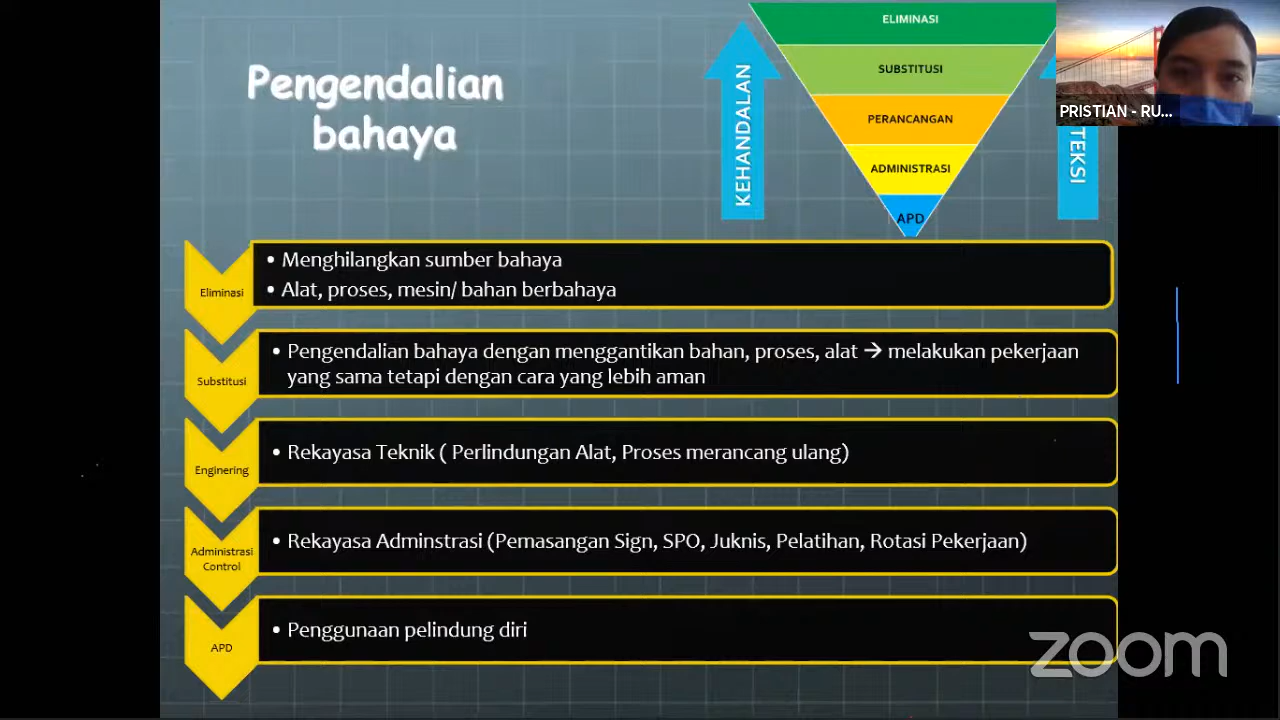 Pengendalian
bahaya
ELIMINASI
SUBSTITUSI
PERANCANGAN
ADMINISTRASI
APD
KEHANDALAN
TEKSI
PRISTIAN - RU...
Eliminasi
• Menghilangkan sumber bahaya
• Alat, proses, mesin/ bahan berbahaya
Substitusi
• Pengendalian bahaya dengan menggantikan bahan, proses, alat → melakukan pekerjaan
yang sama tetapi dengan cara yang lebih aman
Enginering
• Rekayasa Teknik ( Perlindungan Alat, Proses merancang ulang)
Administrasi
Control
• Rekayasa Adminstrasi (Pemasangan Sign, SPO, Juknis, Pelatihan, Rotasi Pekerjaan)
APD
• Penggunaan pelindung diri
zoom